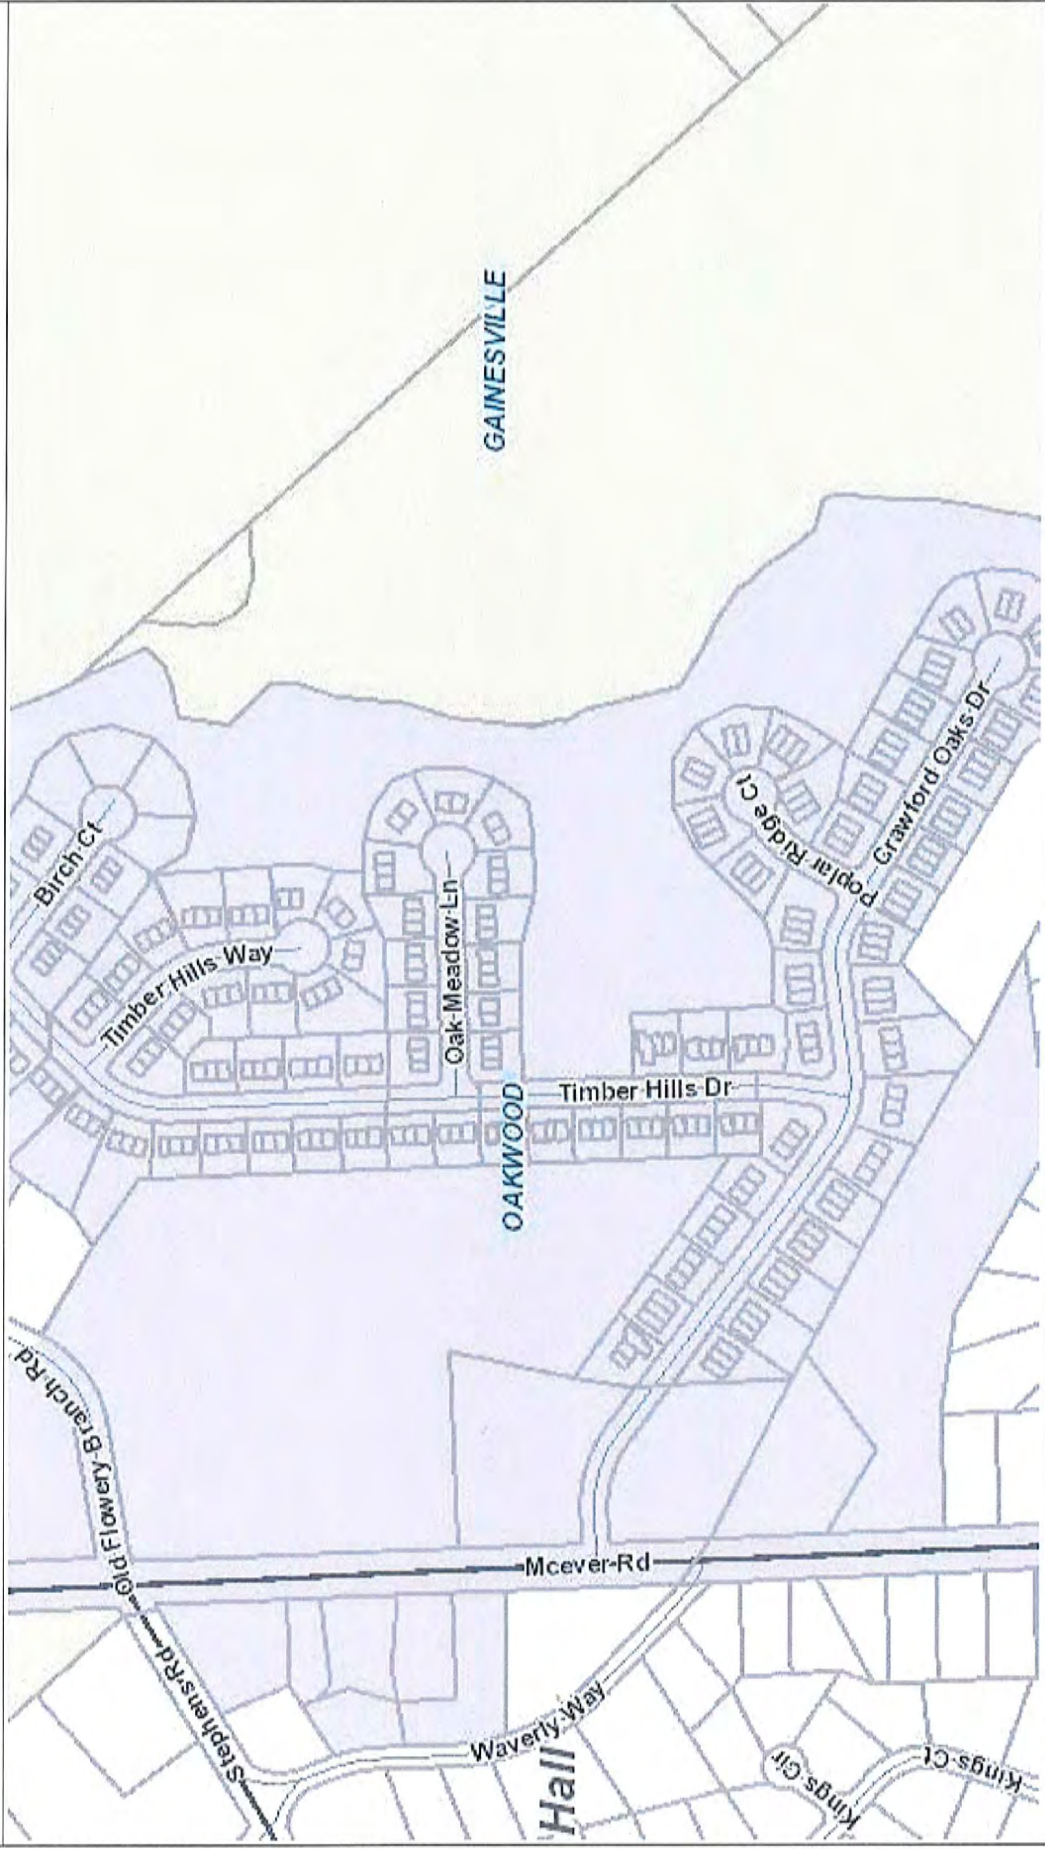 GAINESVILLE
Birch Ct
Timber Hills Way
Oak Meadow Ln
Poplar Ridge Ct
Crawford Oaks Dr
Timber Hills Dr
OAKWOOD
Old Flowery Branch Rd
Mcever Rd
Stephens Rd
Waverly Way
Hall
Kings Cir
Kings Ct